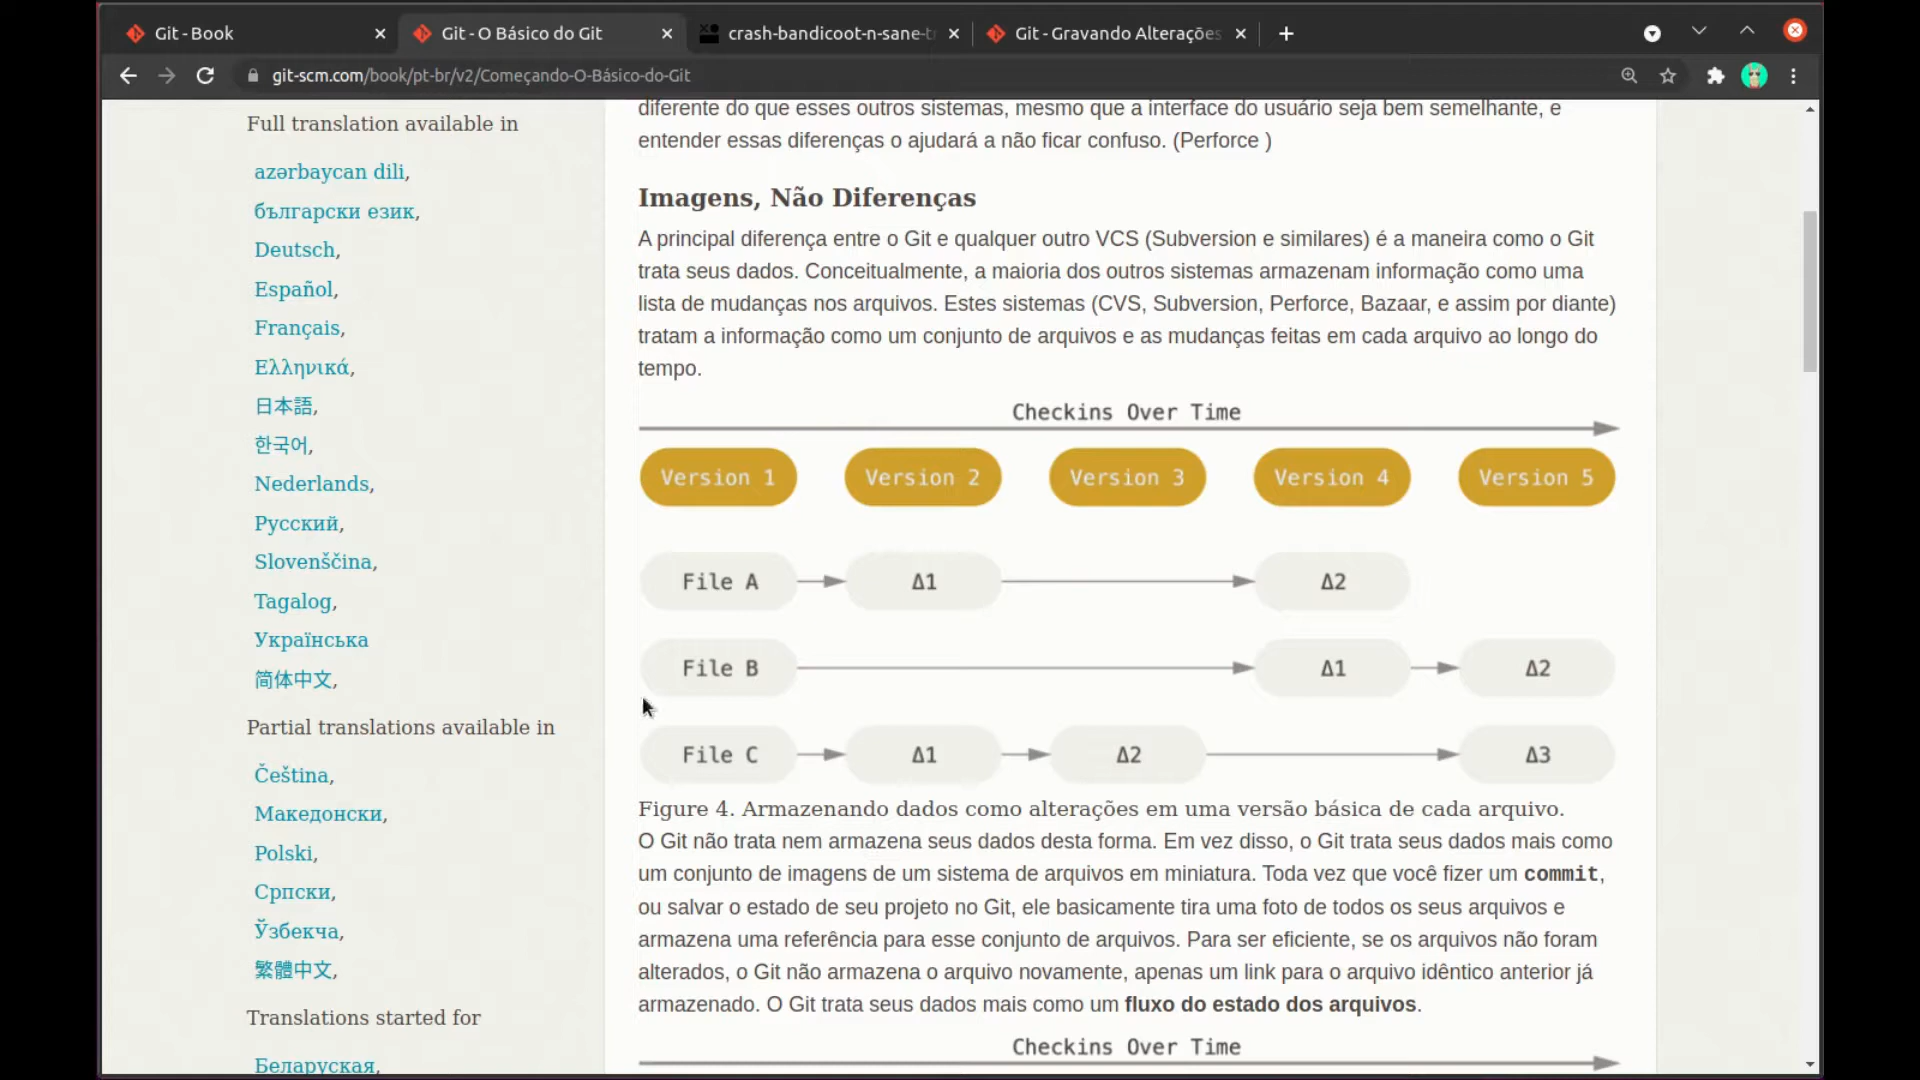 Git - Book
Git - O Básico do Git
crash-bandicoot-n-sane-t
Git - Gravando Alterações
git-scm.com/book/pt-br/v2/Começando-O-Básico-do-Git
Full translation available in
azərbaycan dili,
български език,
Deutsch,
Español,
Français,
Ελληνικά,
日本語,
한국어,
Nederlands,
Русский,
Slovenščina,
Tagalog,
Українська
简体中文,
Partial translations available in
Čeština,
Македонски,
Polski,
Српски,
Ўзбекча,
繁體中文,
Translations started for
Беларуская,
diferente do que esses outros sistemas, mesmo que a interface do usuário seja bem semelhante, e
entender essas diferenças o ajudará a não ficar confuso. (Perforce )
Imagens, Não Diferenças
A principal diferença entre o Git e qualquer outro VCS (Subversion e similares) é a maneira como o Git
trata seus dados. Conceitualmente, a maioria dos outros sistemas armazenam informação como uma
lista de mudanças nos arquivos. Estes sistemas (CVS, Subversion, Perforce, Bazaar, e assim por diante)
tratam a informação como um conjunto de arquivos e as mudanças feitas em cada arquivo ao longo do
tempo.
Checkins Over Time
Version 1 Version 2 Version 3 Version 4 Version 5
File A Δ1 Δ2
File B Δ1 Δ2
File C Δ1 Δ2 Δ3
Figure 4. Armazenando dados como alterações em uma versão básica de cada arquivo.
O Git não trata nem armazena seus dados desta forma. Em vez disso, o Git trata seus dados mais como
um conjunto de imagens de um sistema de arquivos em miniatura. Toda vez que você fizer um commit,
ou salvar o estado de seu projeto no Git, ele basicamente tira uma foto de todos os seus arquivos e
armazena uma referência para esse conjunto de arquivos. Para ser eficiente, se os arquivos não foram
alterados, o Git não armazena o arquivo novamente, apenas um link para o arquivo idêntico anterior já
armazenado. O Git trata seus dados mais como um fluxo do estado dos arquivos.
Checkins Over Time